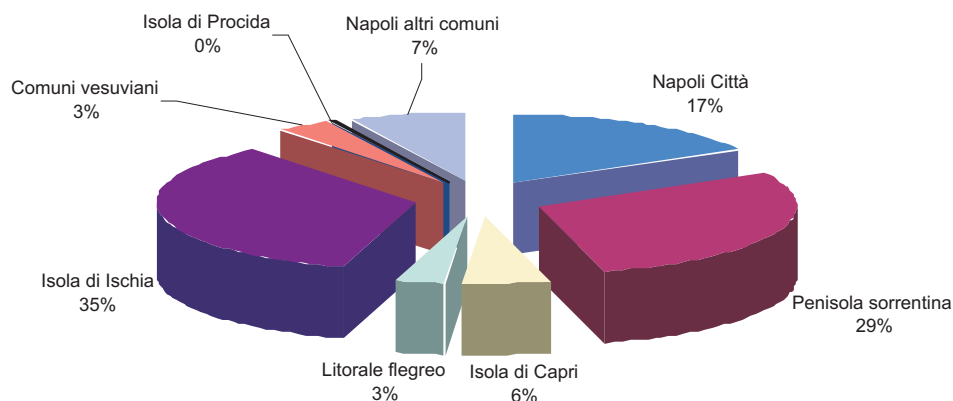 Isola di Procida
0%
Napoli altri comuni
7%
Comuni vesuviani
3%
Napoli Città
17%
Isola di Ischia
35%
Penisola sorrentina
29%
Litorale flegreo
3%
Isola di Capri
6%